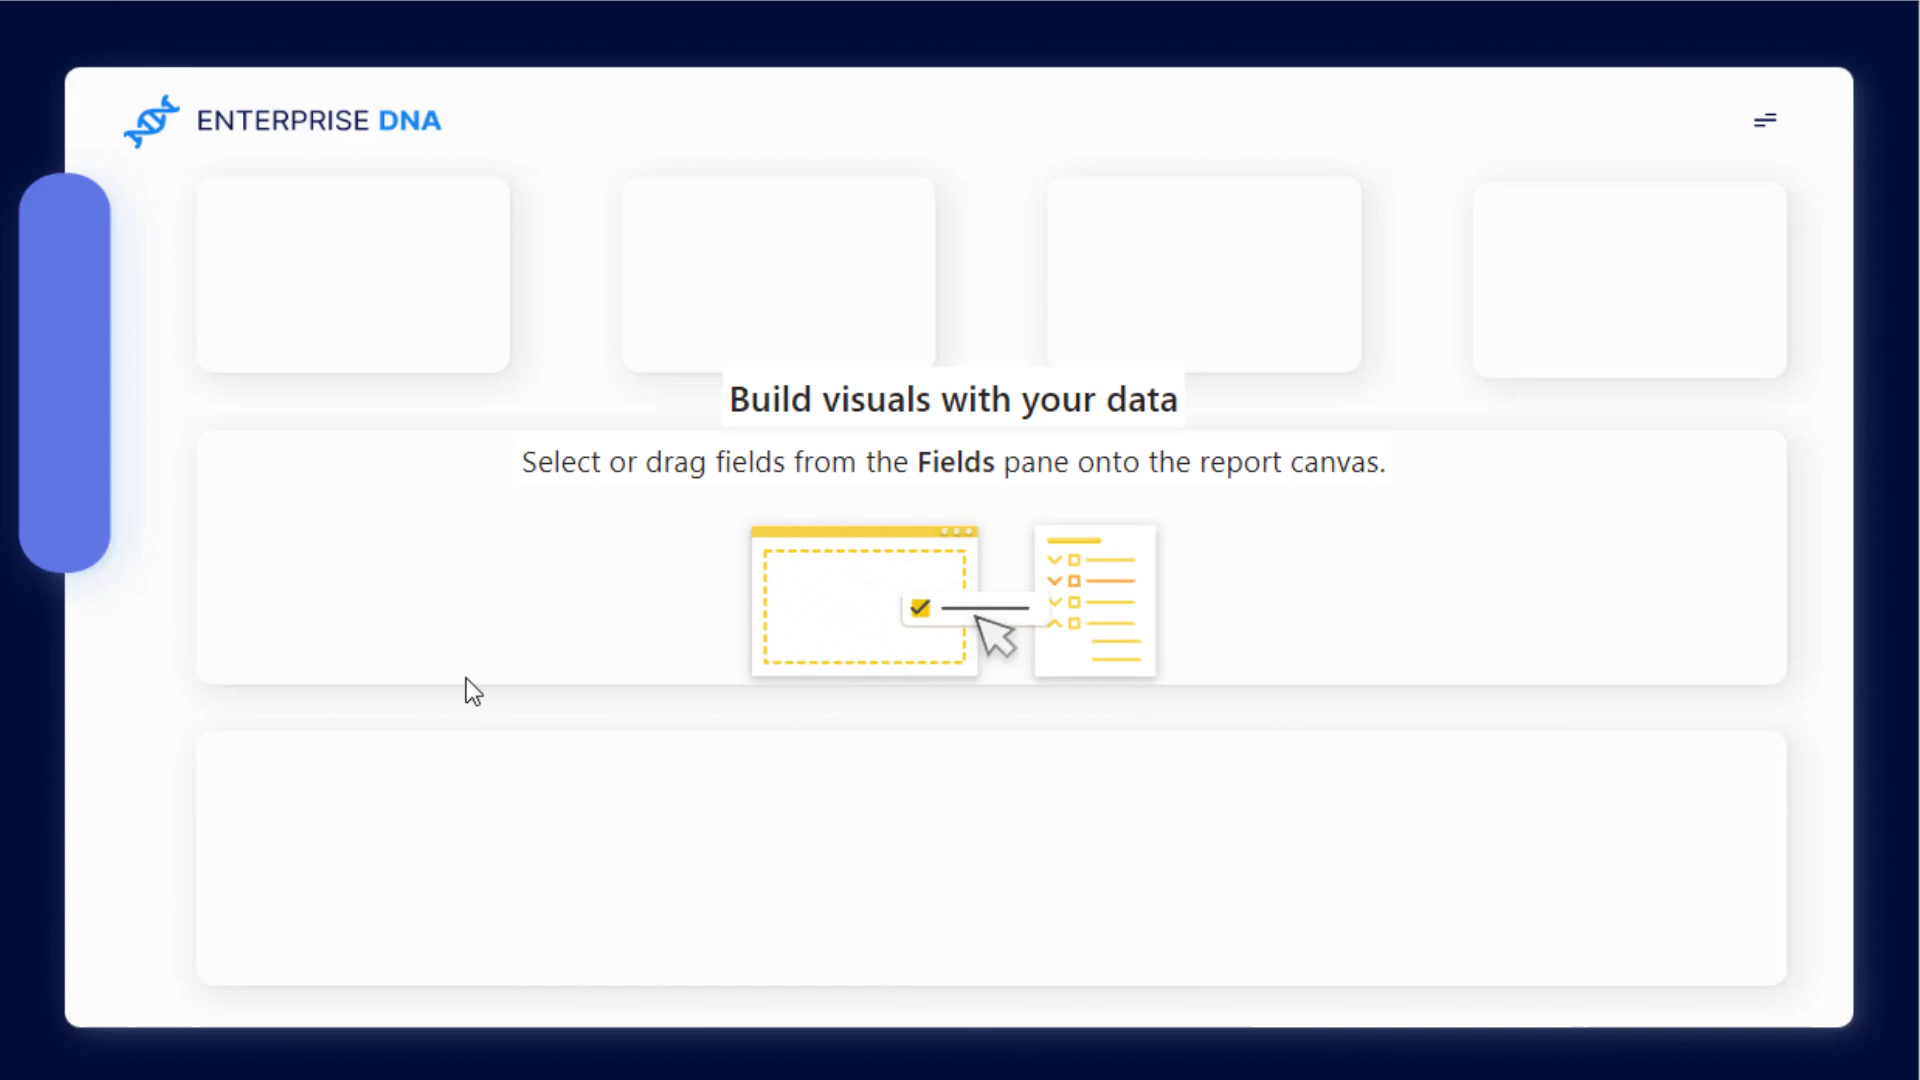 ENTERPRISE DNA
Build visuals with your data
Select or drag fields from the Fields pane onto the report canvas.